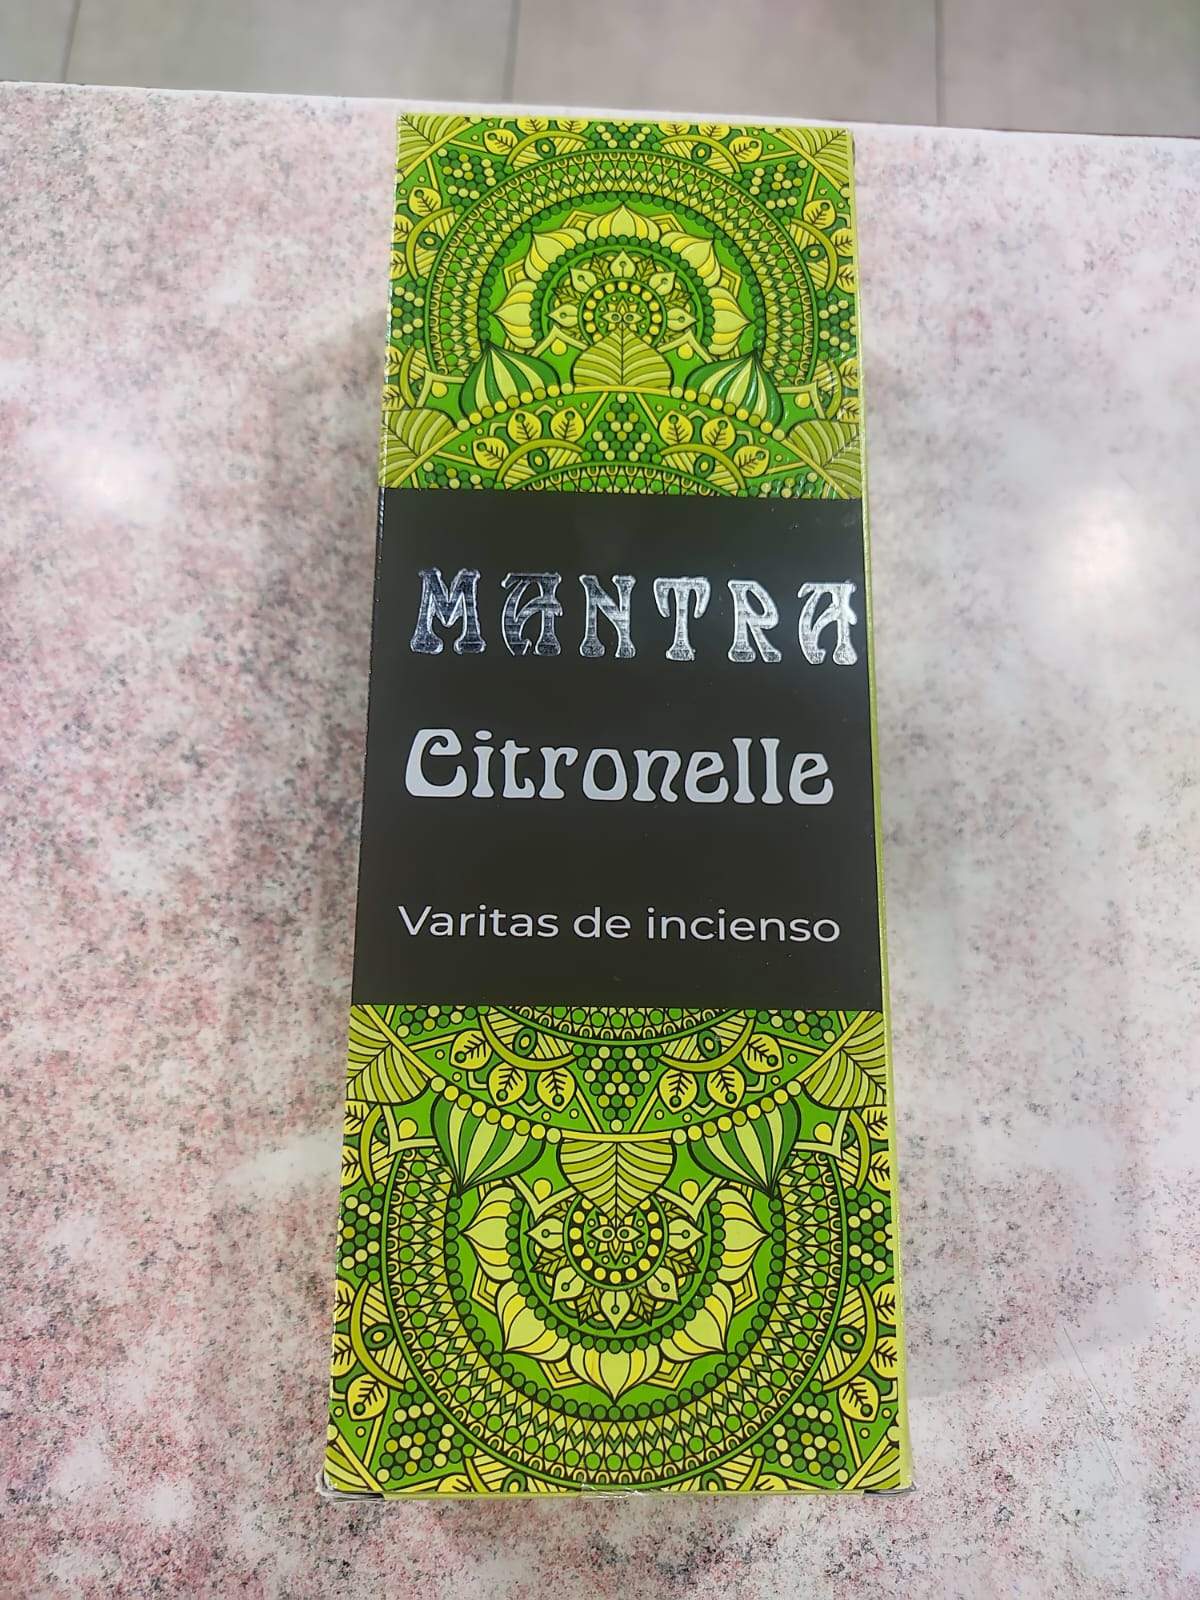 MANTRA
Citronelle
Varitas de incienso